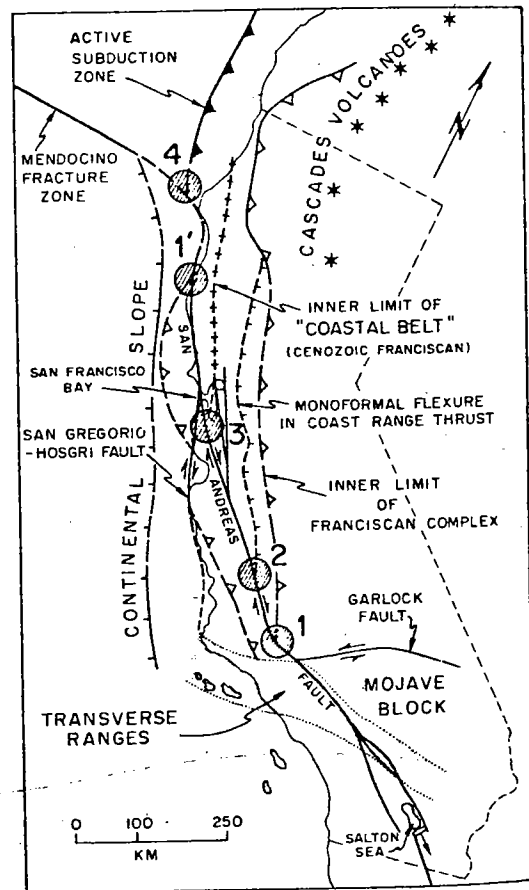 ACTIVE
SUBDUCTION
ZONE
CASCADES VOLCANOES
N
MENDOCINO
FRACTURE
ZONE
4
1'
INNER LIMIT OF
"COASTAL BELT"
(CENOZOIC FRANCISCAN)
SAN
SAN FRANCISCO
BAY
MONOFORMAL FLEXURE
IN COAST RANGE THRUST
3
SAN GREGORIO
-HOSGRI FAULT
ANDREAS
INNER LIMIT
OF
FRANCISCAN COMPLEX
CONTINENTAL SLOPE
2
1
GARLOCK
FAULT
FAULT
MOJAVE
BLOCK
TRANSVERSE
RANGES
SALTON
SEA
0 100 250
KM